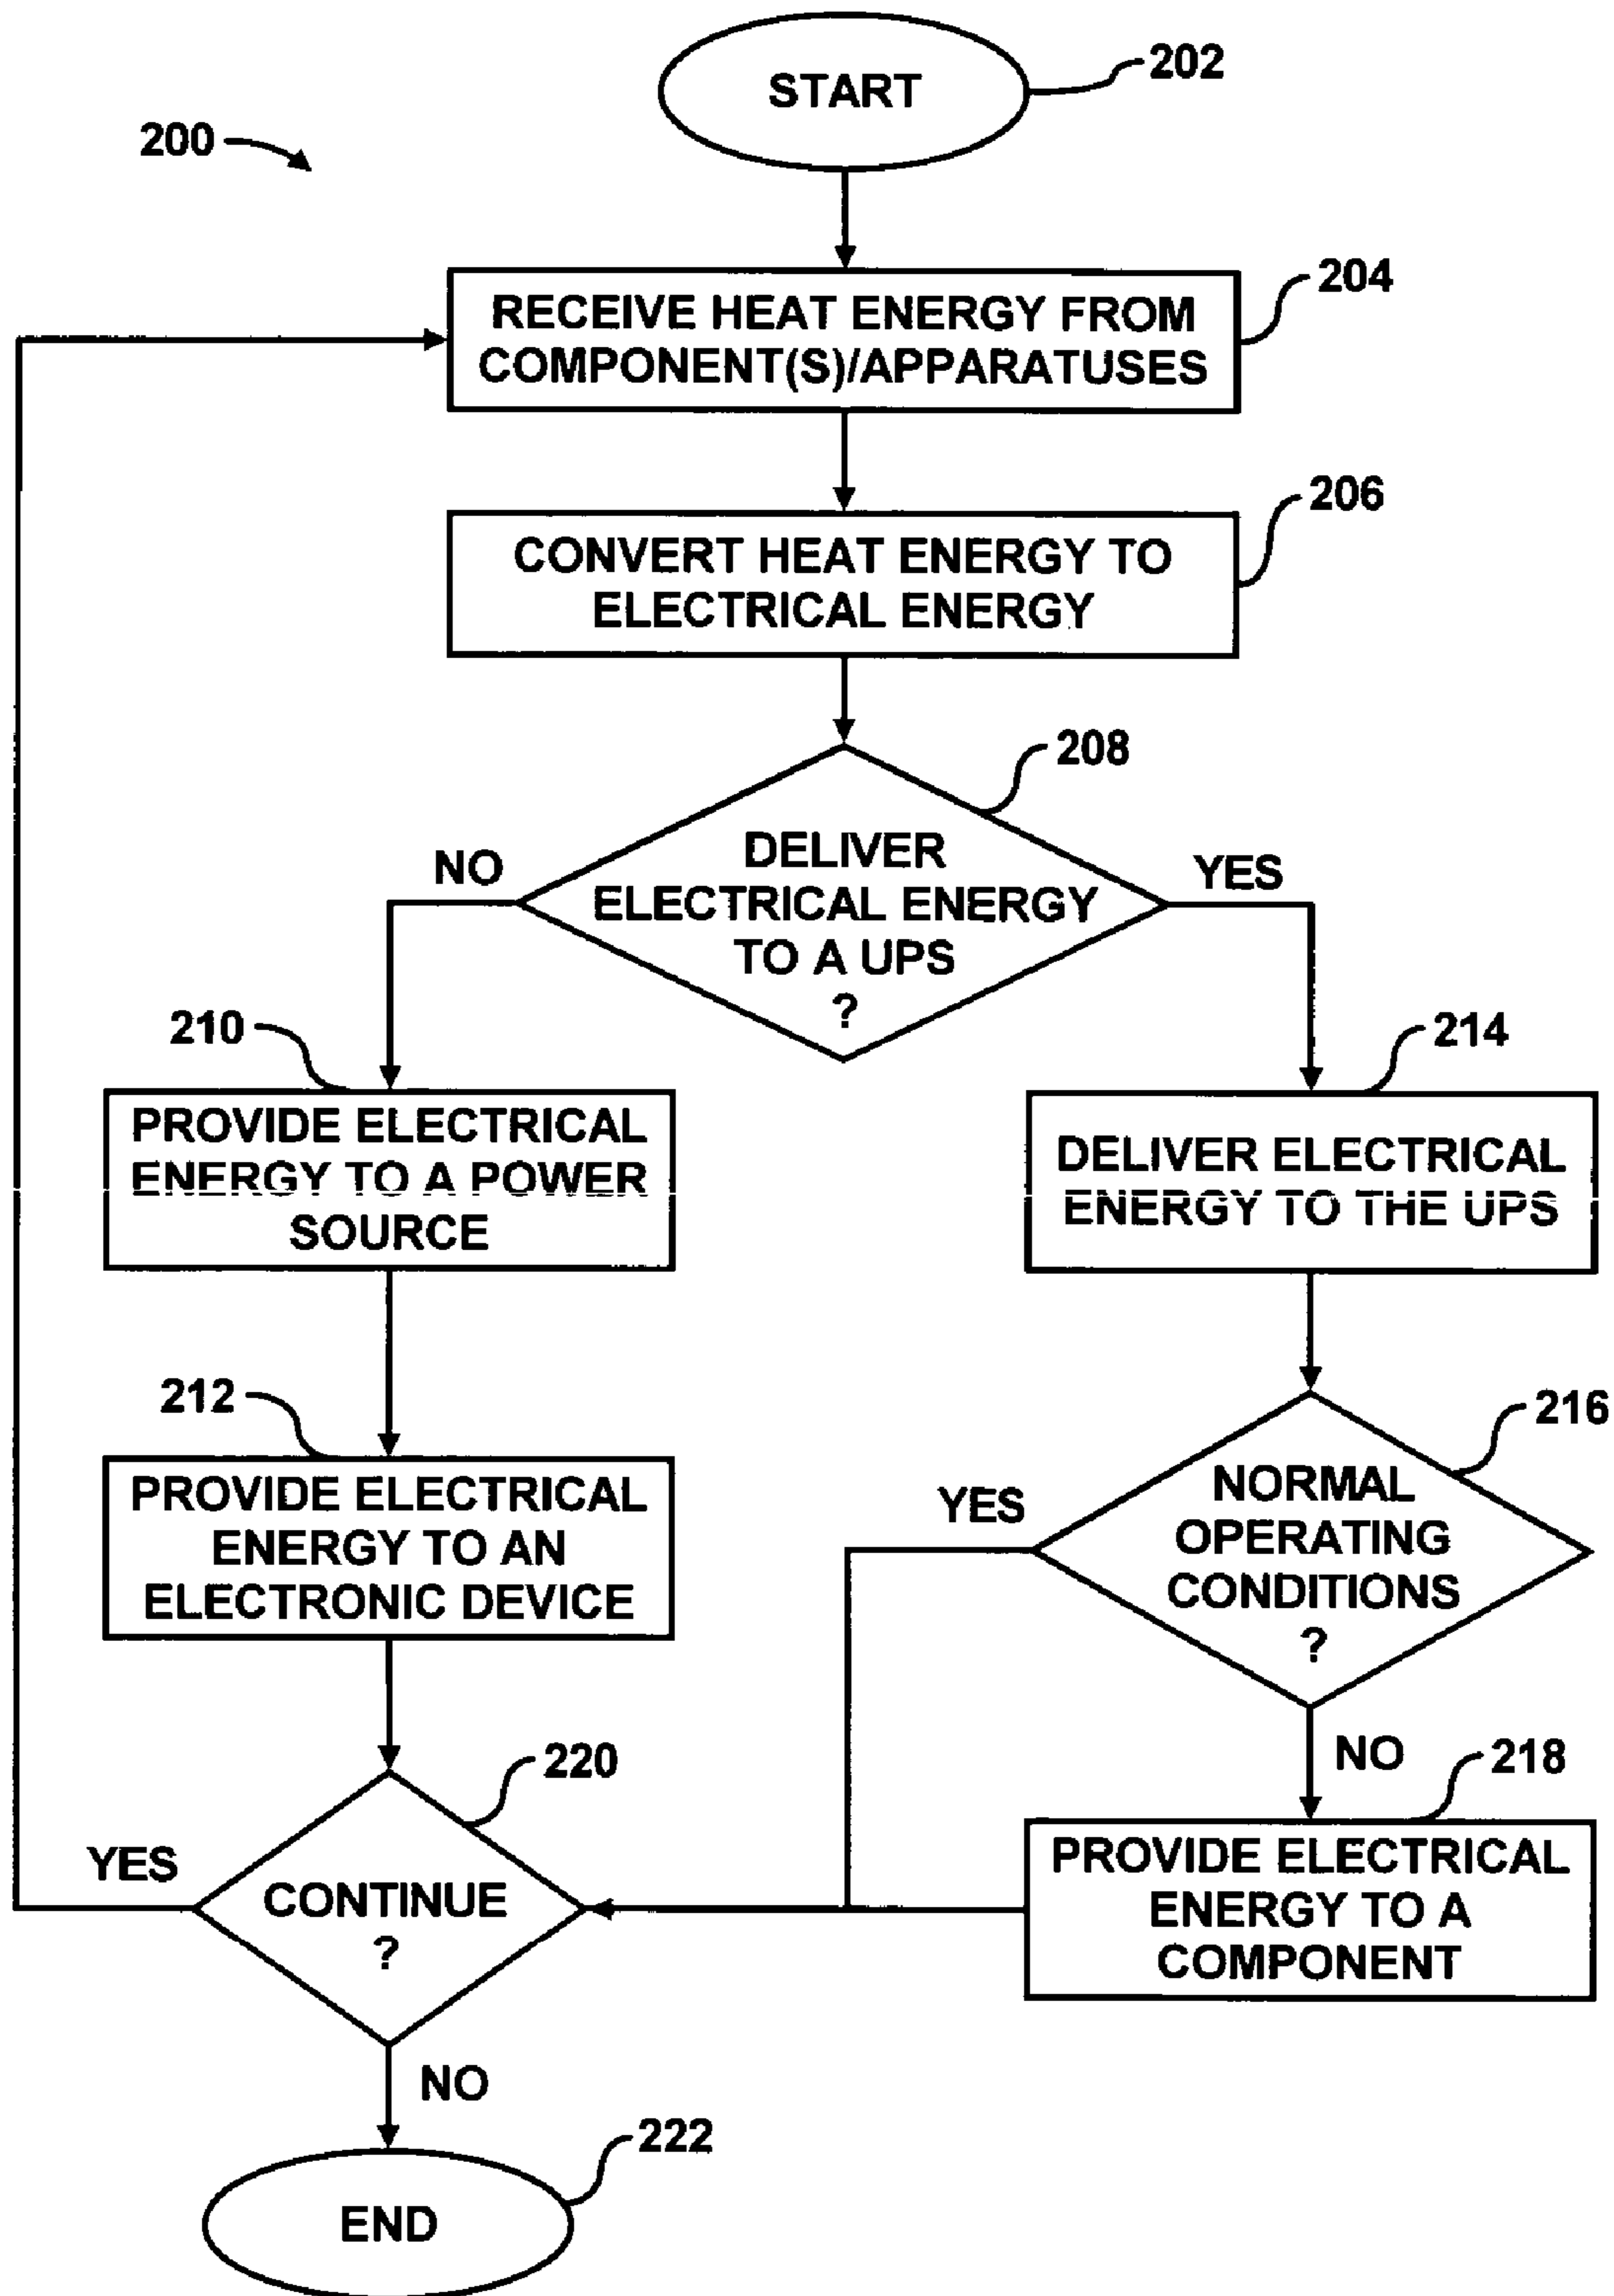 START
202
200
RECEIVE HEAT ENERGY FROM
COMPONENT(S)/APPARATUSES
204
CONVERT HEAT ENERGY TO
ELECTRICAL ENERGY
206
208
DELIVER
ELECTRICAL ENERGY
TO A UPS
?
NO
YES
210
PROVIDE ELECTRICAL
ENERGY TO A POWER
SOURCE
214
DELIVER ELECTRICAL
ENERGY TO THE UPS
212
PROVIDE ELECTRICAL
ENERGY TO AN
ELECTRONIC DEVICE
216
NORMAL
OPERATING
CONDITIONS
?
YES
NO
218
PROVIDE ELECTRICAL
ENERGY TO A
COMPONENT
220
CONTINUE
?
YES
NO
222
END